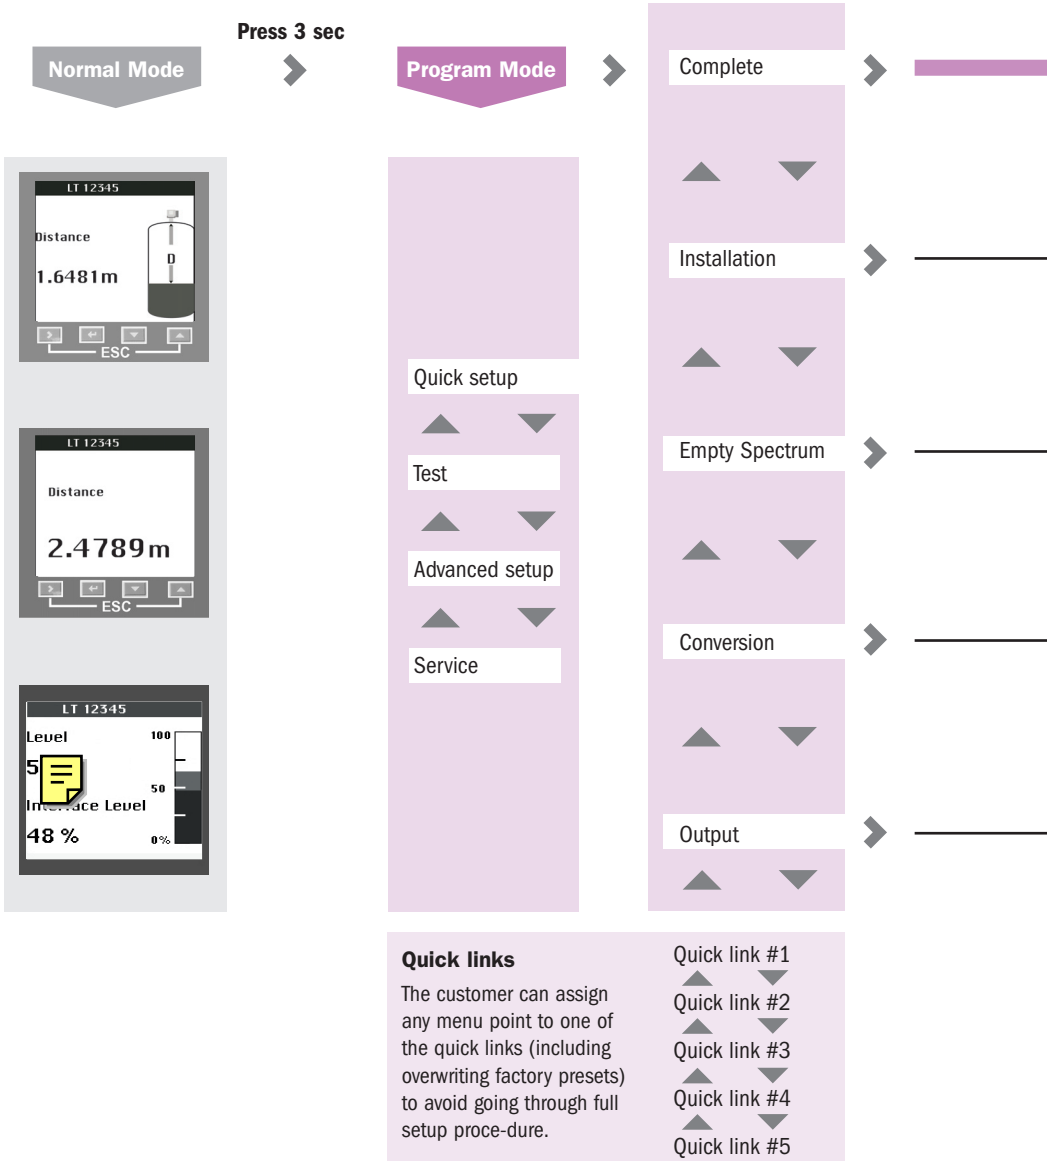 Press 3 sec
Normal Mode
Program Mode
Complete
LT 12345
Distance
1.6481m
D
ESC
Installation
Quick setup
LT 12345
Distance
2.4789m
ESC
Test
Advanced setup
Service
Empty Spectrum
Conversion
LT 12345
Level
100
5
50
Level
48 %
0%
Output
Quick links
The customer can assign
any menu point to one of
the quick links (including
overwriting factory presets)
to avoid going through full
setup proce-dure.
Quick link #1
Quick link #2
Quick link #3
Quick link #4
Quick link #5